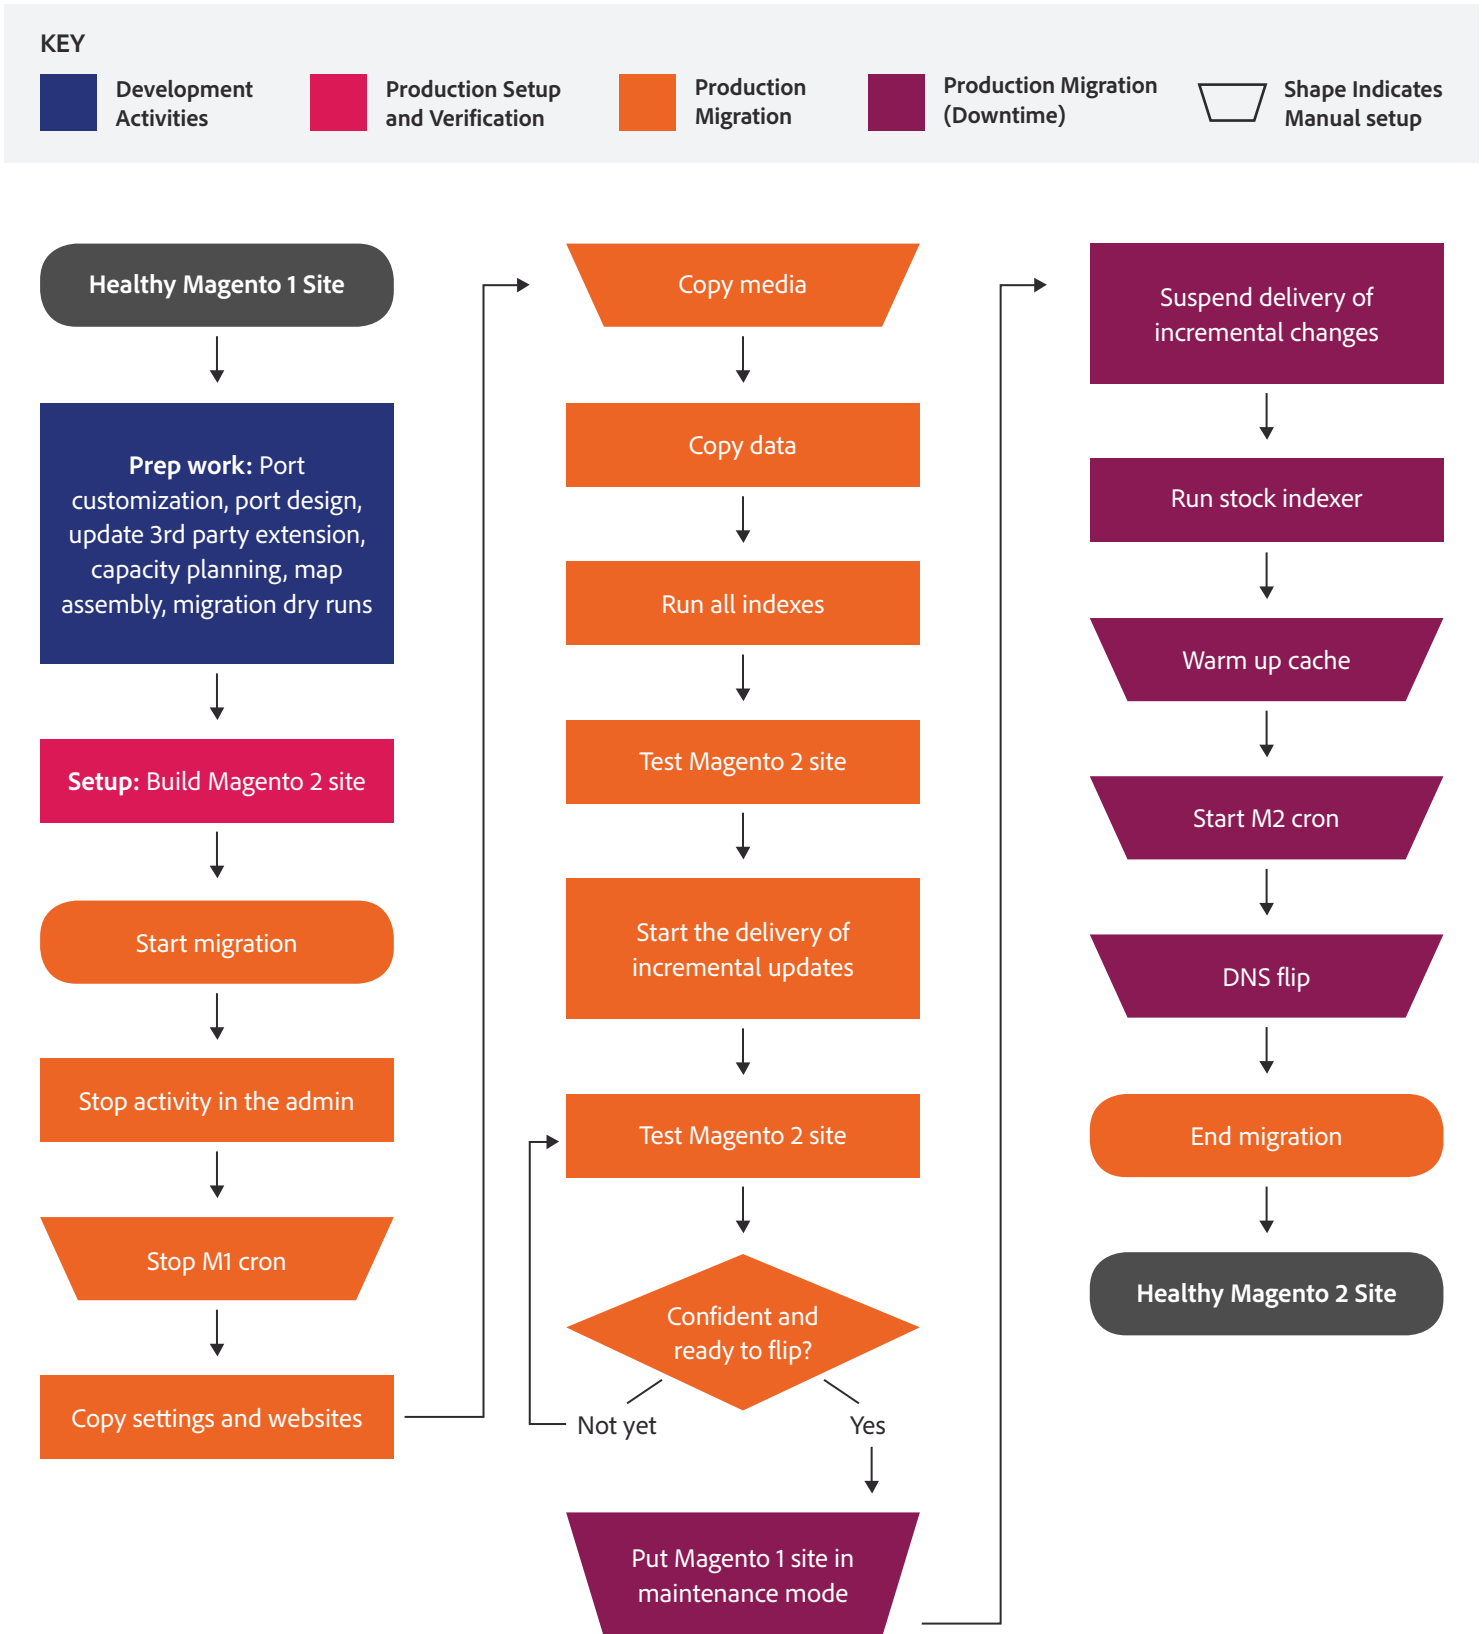 KEY
Development
Activities
Production Setup
and Verification
Production
Migration
Production Migration
(Downtime)
Shape Indicates
Manual setup
Healthy Magento 1 Site
Prep work: Port
customization, port design,
update 3rd party extension,
capacity planning, map
assembly, migration dry runs
Setup: Build Magento 2 site
Start migration
Stop activity in the admin
Stop M1 cron
Copy settings and websites
Copy media
Copy data
Run all indexes
Test Magento 2 site
Start the delivery of
incremental updates
Test Magento 2 site
Confident and
ready to flip?
Not yet
Yes
Put Magento 1 site in
maintenance mode
Suspend delivery of
incremental changes
Run stock indexer
Warm up cache
Start M2 cron
DNS flip
End migration
Healthy Magento 2 Site